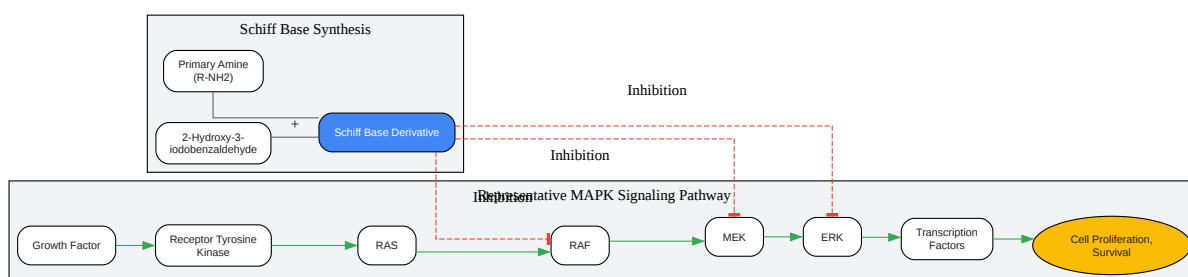 Schiff Base Synthesis
Primary Amine
(R-NH2)
+
2-Hydroxy-3-
iodobenzaldehyde
Schiff Base Derivative
Inhibition
Inhibition
Inhibition
Representative MAPK Signaling Pathway
Growth Factor
Receptor Tyrosine
Kinase
RAS
RAF
MEK
ERK
Transcription
Factors
Cell Proliferation,
Survival